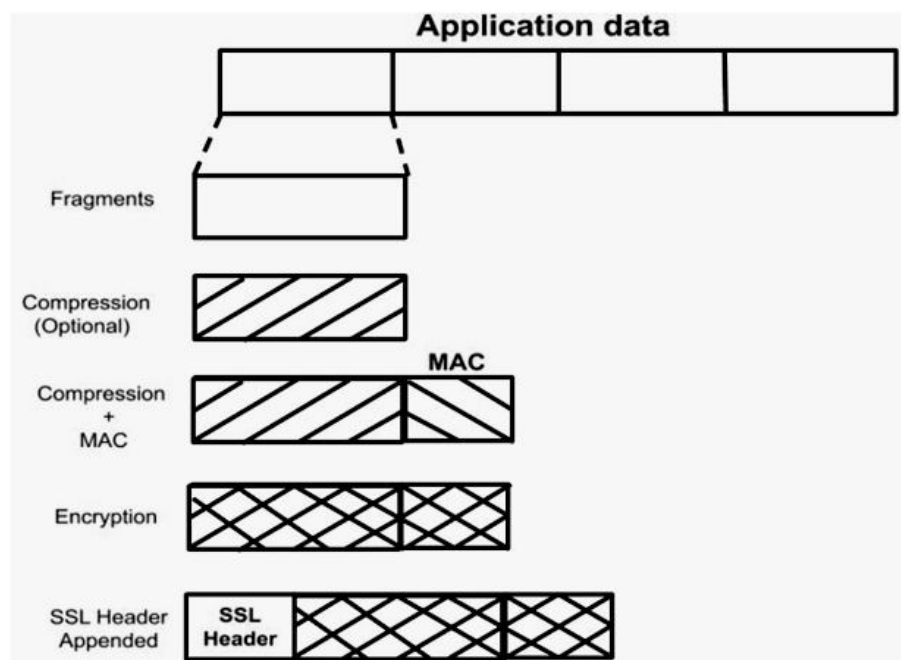 Application data
Fragments
Compression
(Optional)
MAC
Compression
+
MAC
Encryption
SSL Header
Appended
SSL
Header